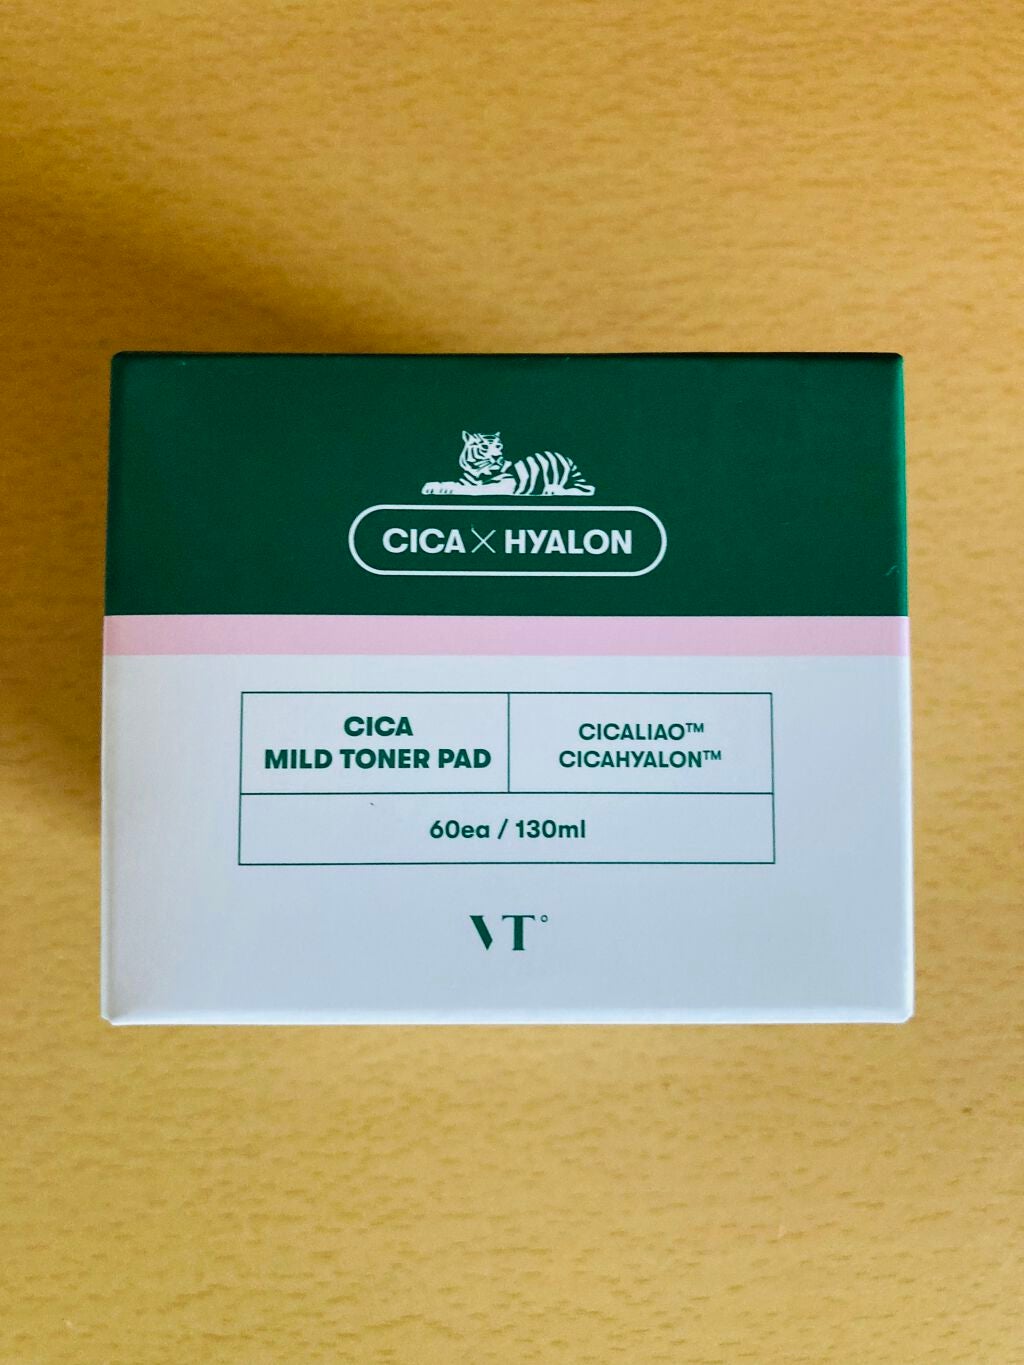 CICA X HYALON
CICA
MILD TONER PAD
CICALIAO™
CICAHYALON™
60ea / 130ml
VT°